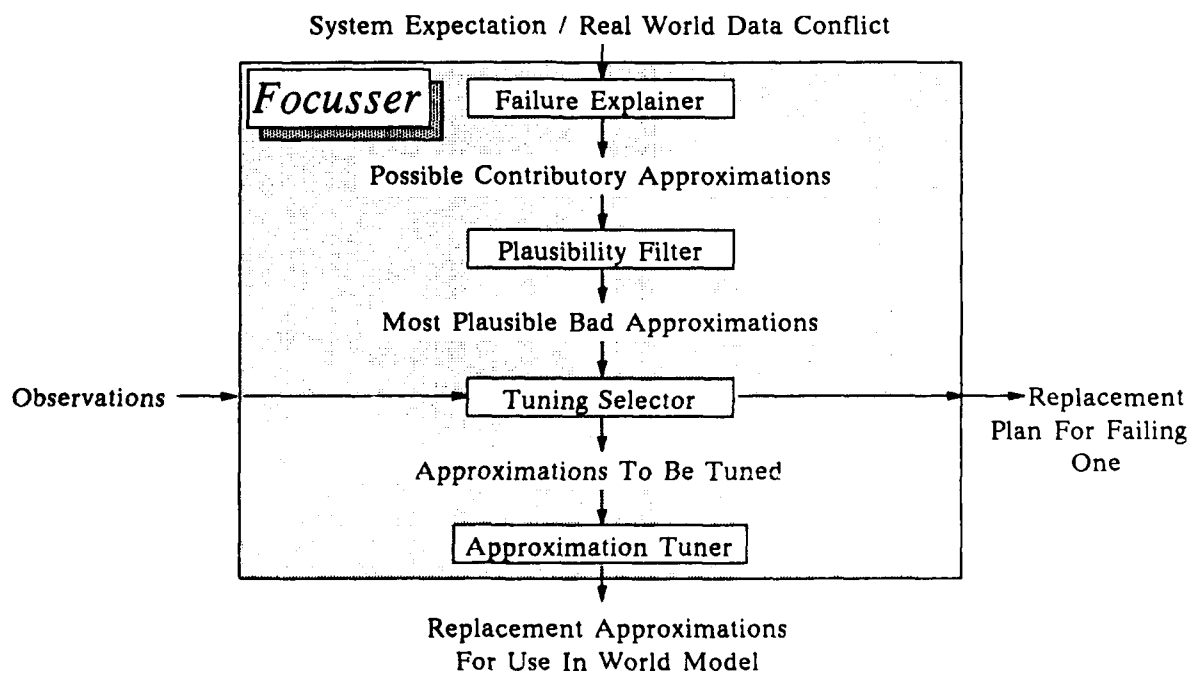 System Expectation / Real World Data Conflict
Focusser
Failure Explainer
Possible Contributory Approximations
Plausibility Filter
Most Plausible Bad Approximations
Observations
Tuning Selector
Replacement
Plan For Failing
One
Approximations To Be Tuned
Approximation Tuner
Replacement Approximations
For Use In World Model